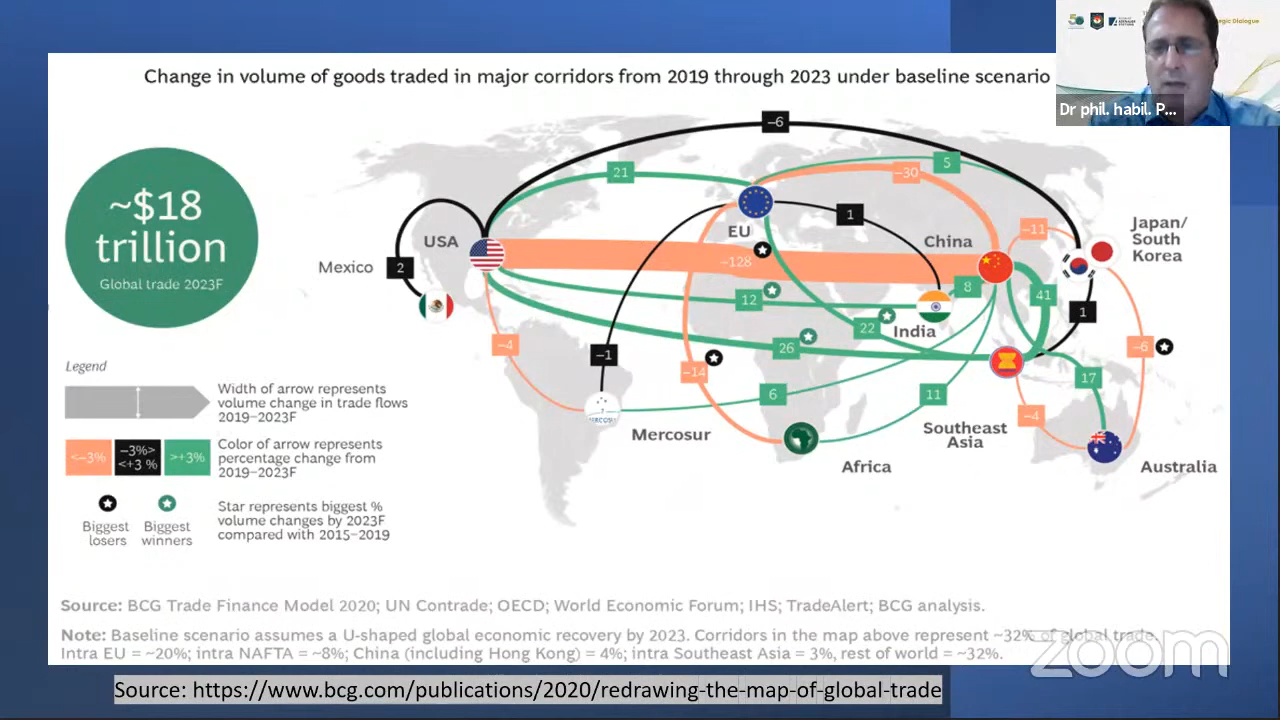 Change in volume of goods traded in major corridors from 2019 through 2023 under baseline scenario
50
egic Dialogue
Dr phil. habil. P...
~$18
trillion
Global trade 2023F
Legend
Width of arrow represents
volume change in trade flows
2019–2023F
<–3%
–3%>
<+3 %
>+3%
Color of arrow represents
percentage change from
2019–2023F
Biggest
losers
Biggest
winners
Star represents biggest %
volume changes by 2023F
compared with 2015–2019
–6
21
5
–30
EU
1
USA
China
Japan/
South
Korea
–11
Mexico
2
–128
12
8
41
1
India
22
26
–4
–1
–14
–6
6
11
17
–4
Mercosur
Southeast
Asia
Africa
Australia
Source: BCG Trade Finance Model 2020; UN Contrade; OECD; World Economic Forum; IHS; TradeAlert; BCG analysis.
Note: Baseline scenario assumes a U-shaped global economic recovery by 2023. Corridors in the map above represent ~32% of global trade.
Intra EU = ~20%; intra NAFTA = ~8%; China (including Hong Kong) = 4%; intra Southeast Asia = 3%, rest of world = ~32%.
zoom
Source: https://www.bcg.com/publications/2020/redrawing-the-map-of-global-trade